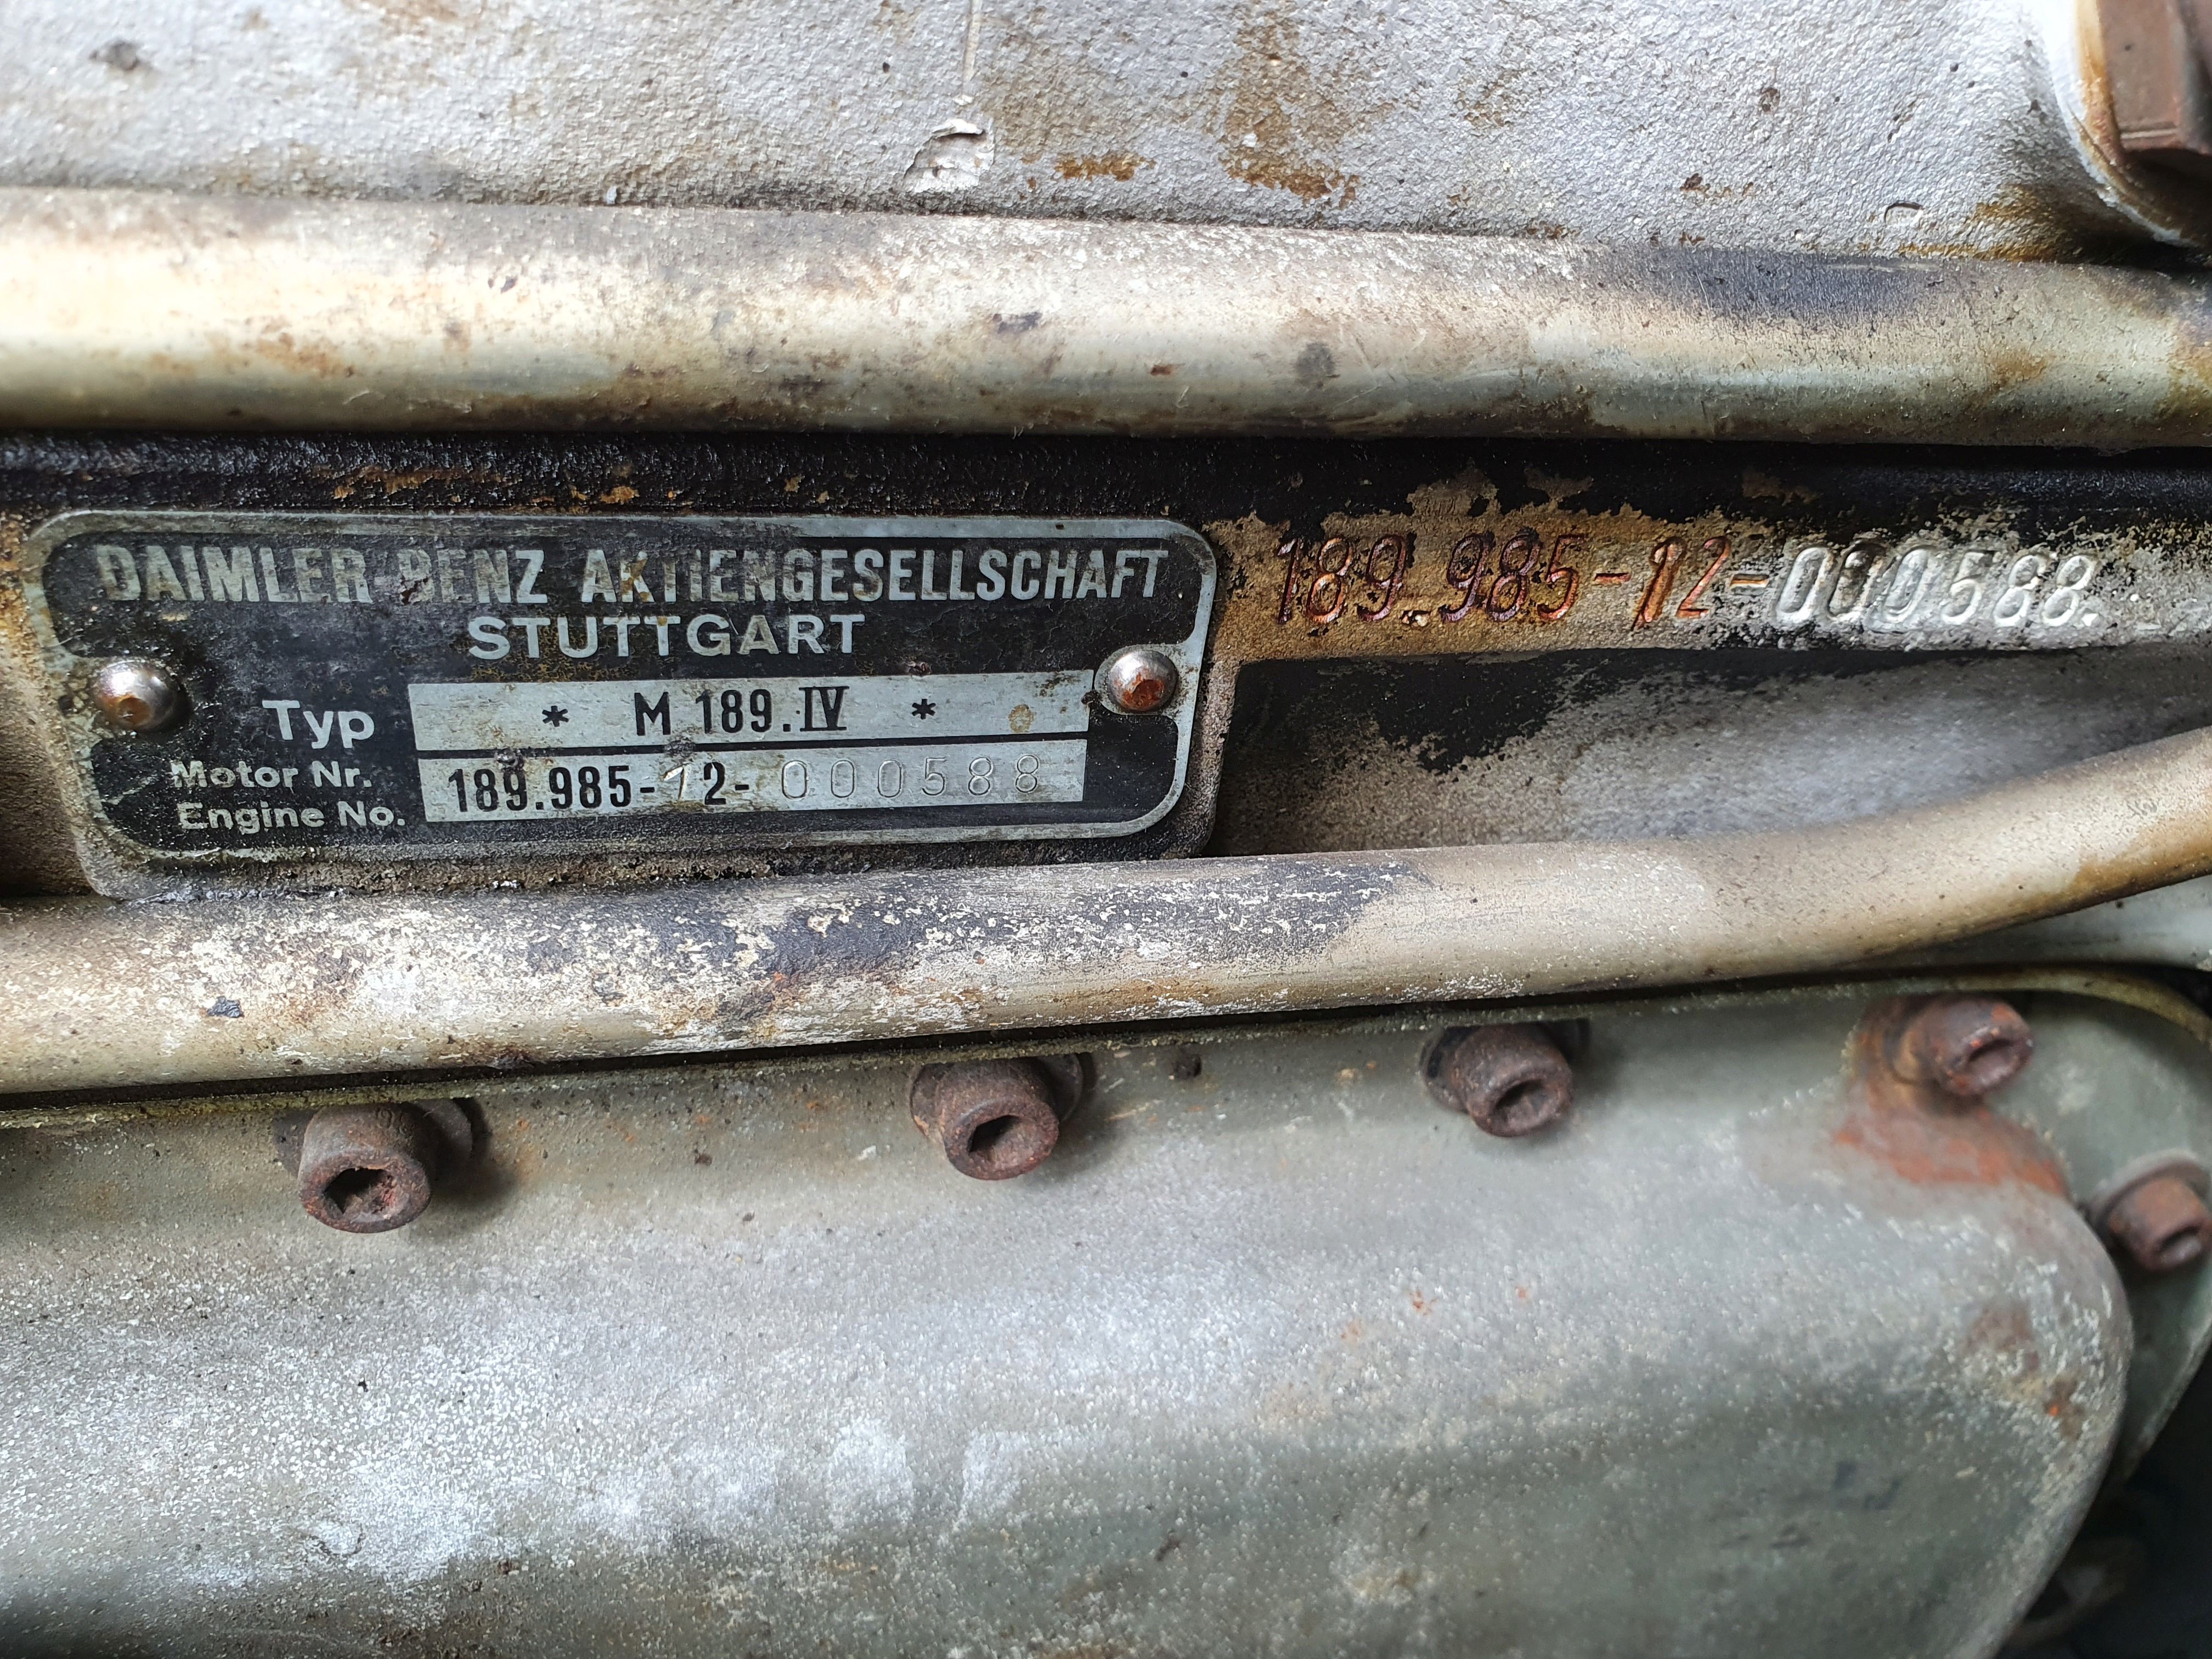 DAIMLER-BENZ AKTIENGESELLSCHAFT
STUTTGART
Typ * M 189.IV *
Motor Nr.
Engine No. 189.985-12-000588
189.985-12-000588.